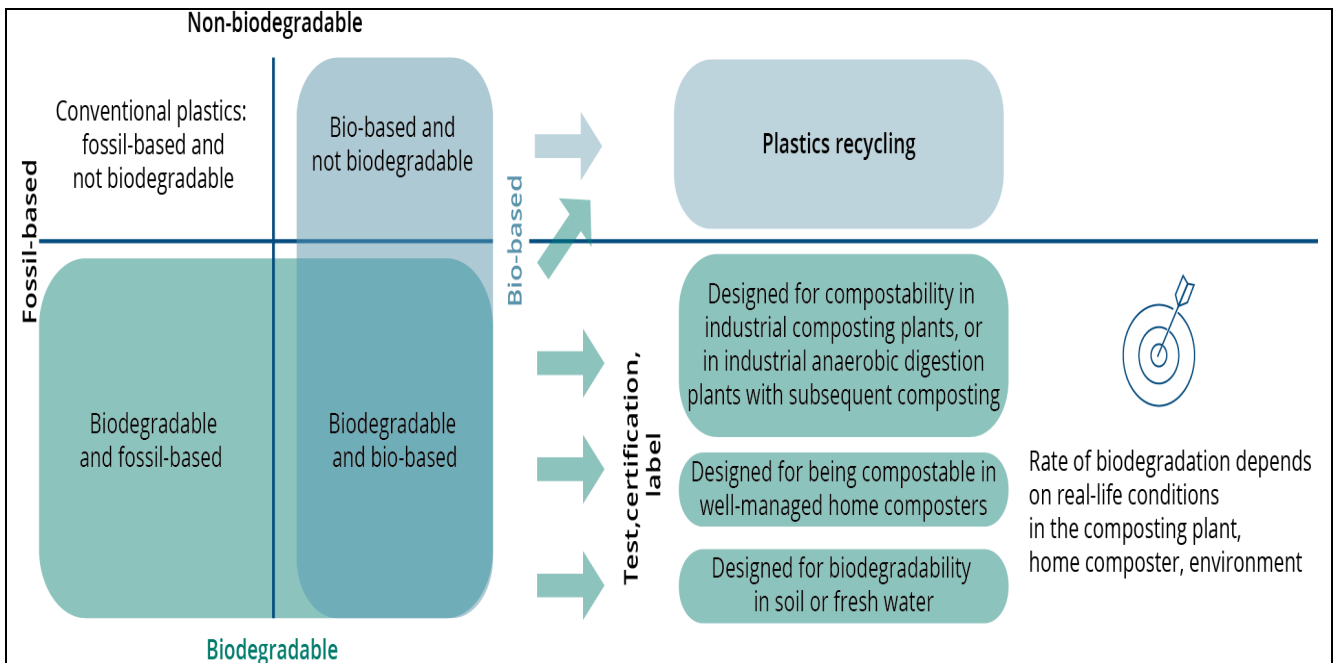 Non-biodegradable
Conventional plastics:
fossil-based and
not biodegradable
Bio-based and
not biodegradable
Fossil-based
Bio-based
Plastics recycling
Biodegradable
and fossil-based
Biodegradable
and bio-based
Test,certification,
label
Designed for compostability in
industrial composting plants, or
in industrial anaerobic digestion
plants with subsequent composting
Designed for being compostable in
well-managed home composters
Designed for biodegradability
in soil or fresh water
Rate of biodegradation depends
on real-life conditions
in the composting plant,
home composter, environment
Biodegradable